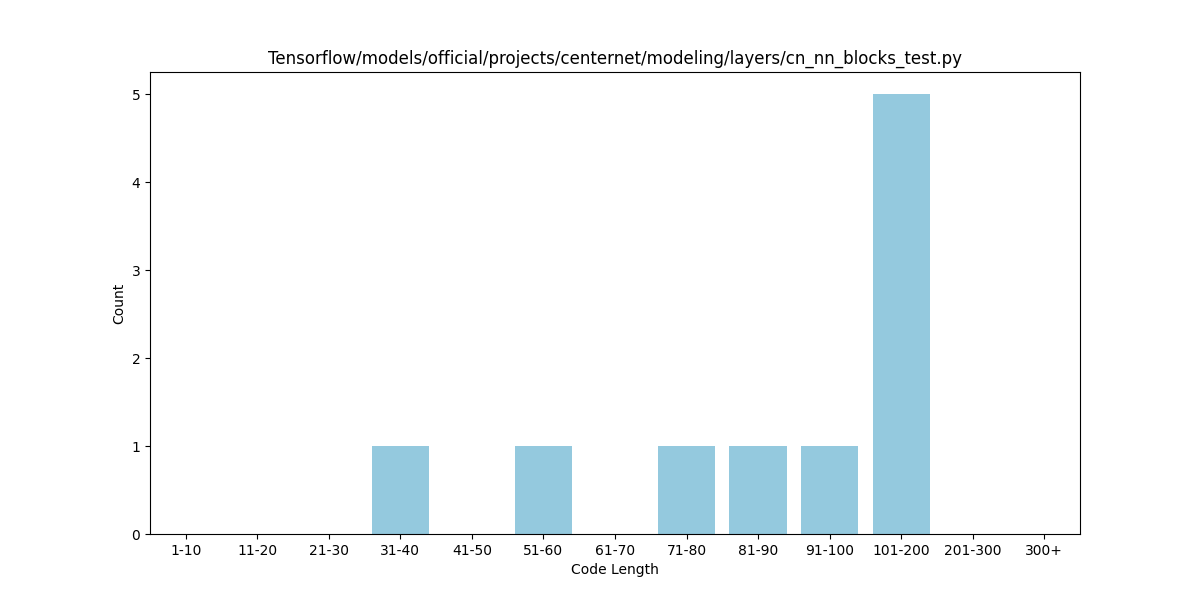 Tensorflow/models/official/projects/centernet/modeling/layers/cn_nn_blocks_test.py
5
4
3
2
1
0
Count
1-10 11-20 21-30 31-40 41-50 51-60 61-70 71-80 81-90 91-100 101-200 201-300 300+
Code Length